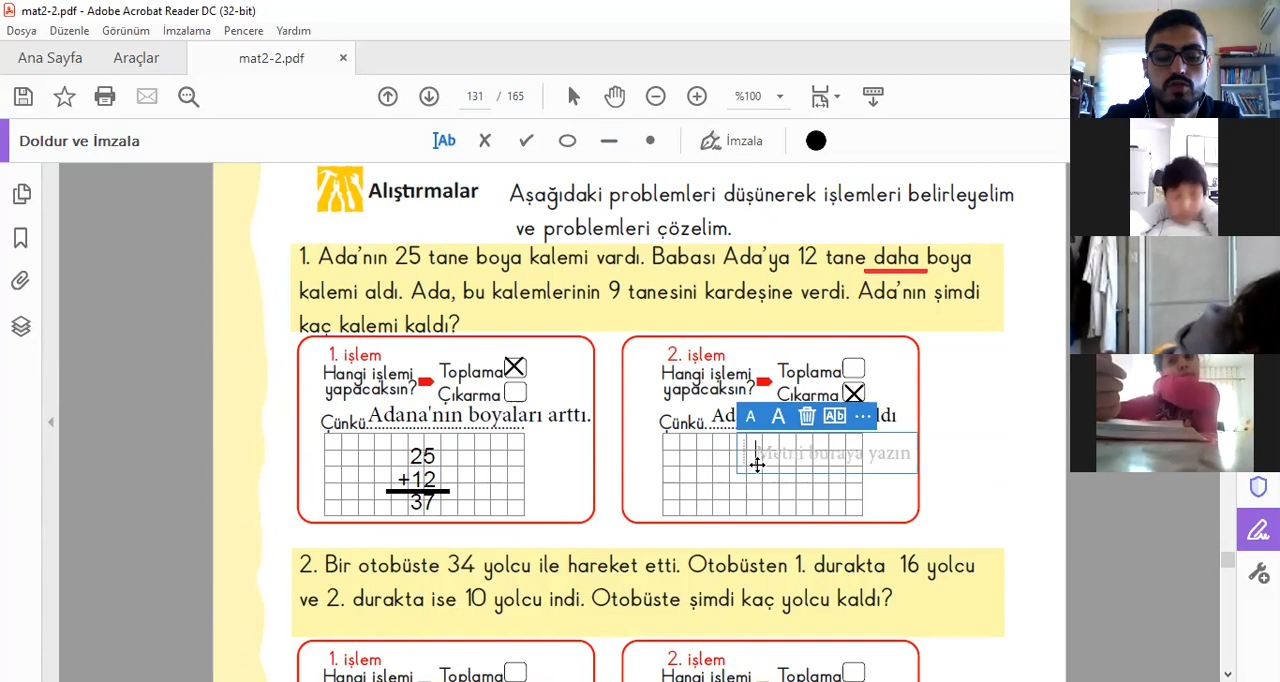 mat2-2.pdf - Adobe Acrobat Reader DC (32-bit)
Dosya Düzenle Görünüm İmzalama Pencere Yardım
Ana Sayfa Araçlar mat2-2.pdf ×
131 / 165 %100
Doldur ve İmzala Ab İmzala
Alıştırmalar Aşağıdaki problemleri düşünerek işlemleri belirleyelim
ve problemleri çözelim.
1. Ada'nın 25 tane boya kalemi vardı. Babası Ada'ya 12 tane daha boya
kalemi aldı. Ada, bu kalemlerinin 9 tanesini kardeşine verdi. Ada'nın şimdi
kaç kalemi kaldı?
1. işlem
Hangi işlemi
yapacaksın?
Toplama X
Çıkarma
Çünkü Adana'nın boyaları arttı.
25
+12
37
2. işlem
Hangi işlemi
yapacaksın?
Toplama
Çıkarma X
A A Ab ...
Çünkü
Metni buraya yazın
2. Bir otobüste 34 yolcu ile hareket etti. Otobüsten 1. durakta 16 yolcu
ve 2. durakta ise 10 yolcu indi. Otobüste şimdi kaç yolcu kaldı?
1. işlem
Hangi işlemi Toplama
2. işlem
Hangi işlemi Toplama